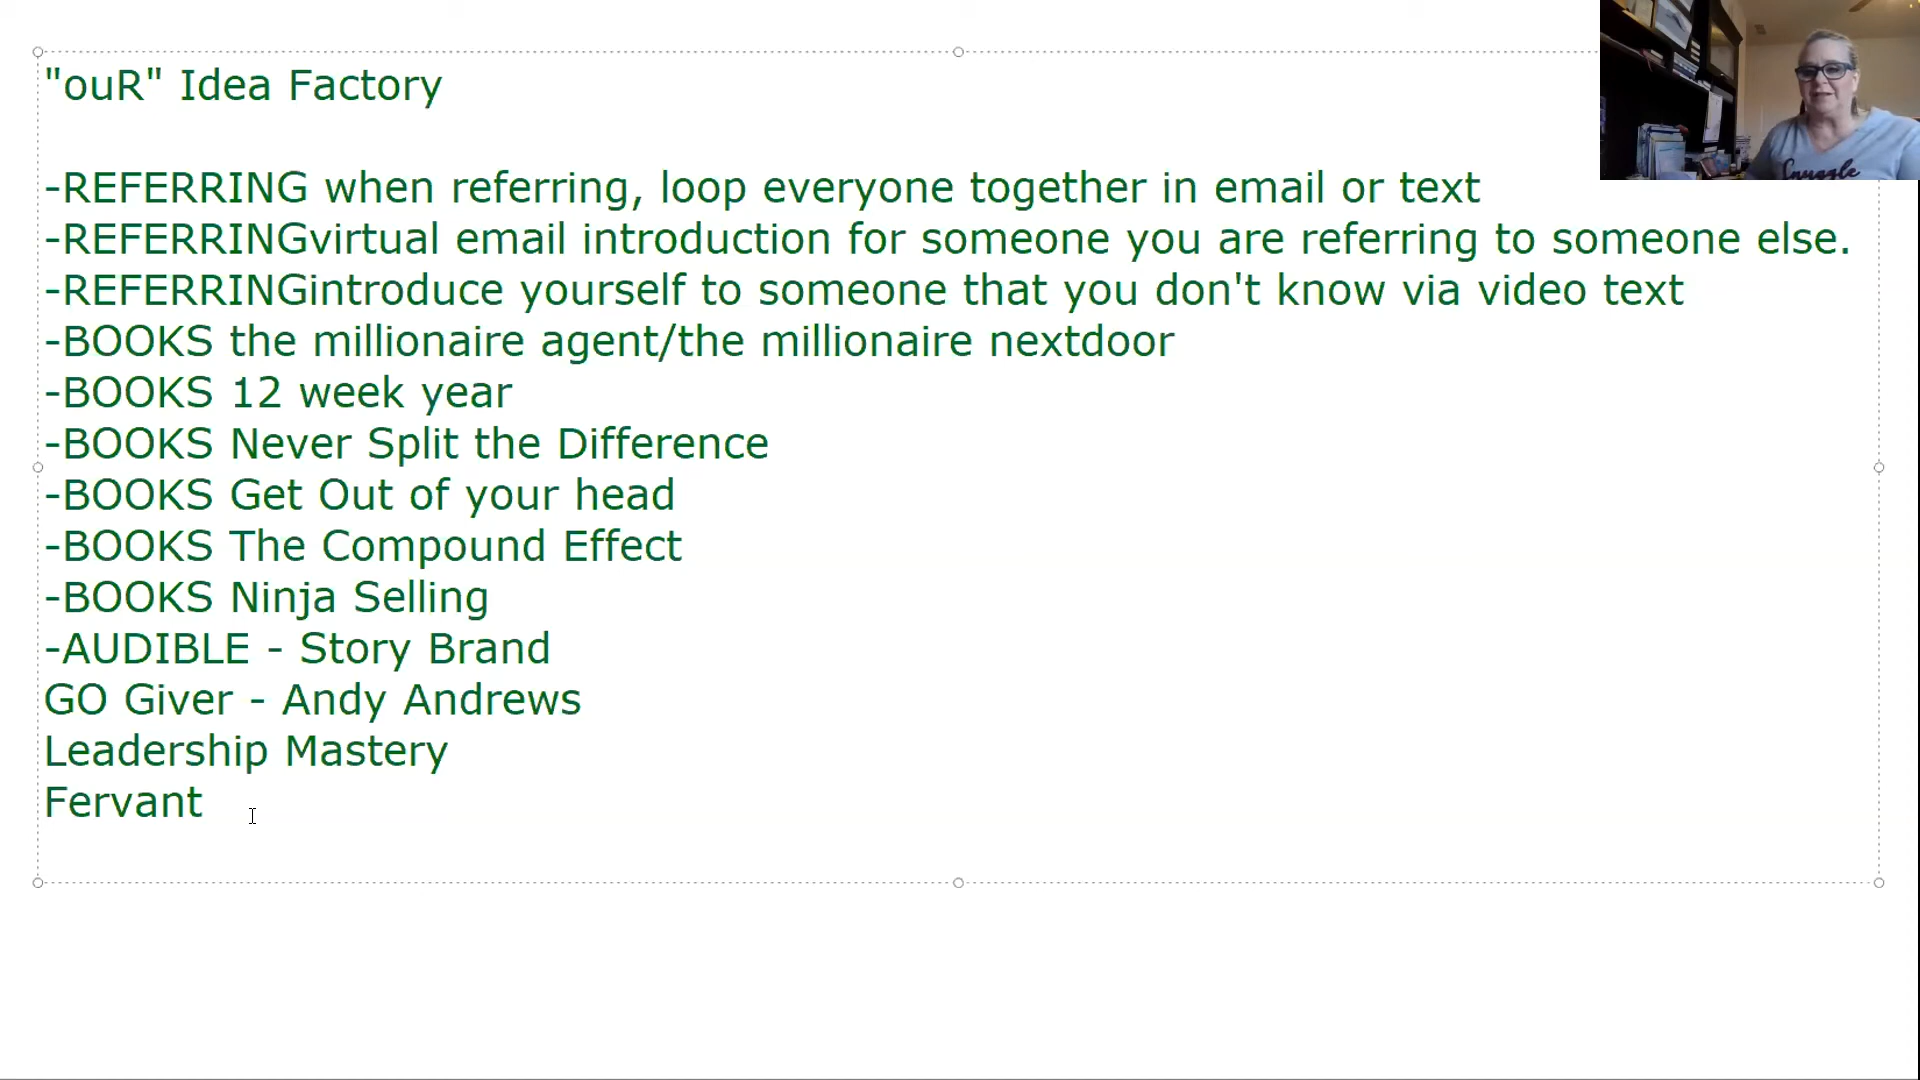 "ouR" Idea Factory
-REFERRING when referring, loop everyone together in email or text
-REFERRINGvirtual email introduction for someone you are referring to someone else.
-REFERRINGintroduce yourself to someone that you don't know via video text
-BOOKS the millionaire agent/the millionaire nextdoor
-BOOKS 12 week year
-BOOKS Never Split the Difference
-BOOKS Get Out of your head
-BOOKS The Compound Effect
-BOOKS Ninja Selling
-AUDIBLE - Story Brand
GO Giver - Andy Andrews
Leadership Mastery
Fervant
Snuggle